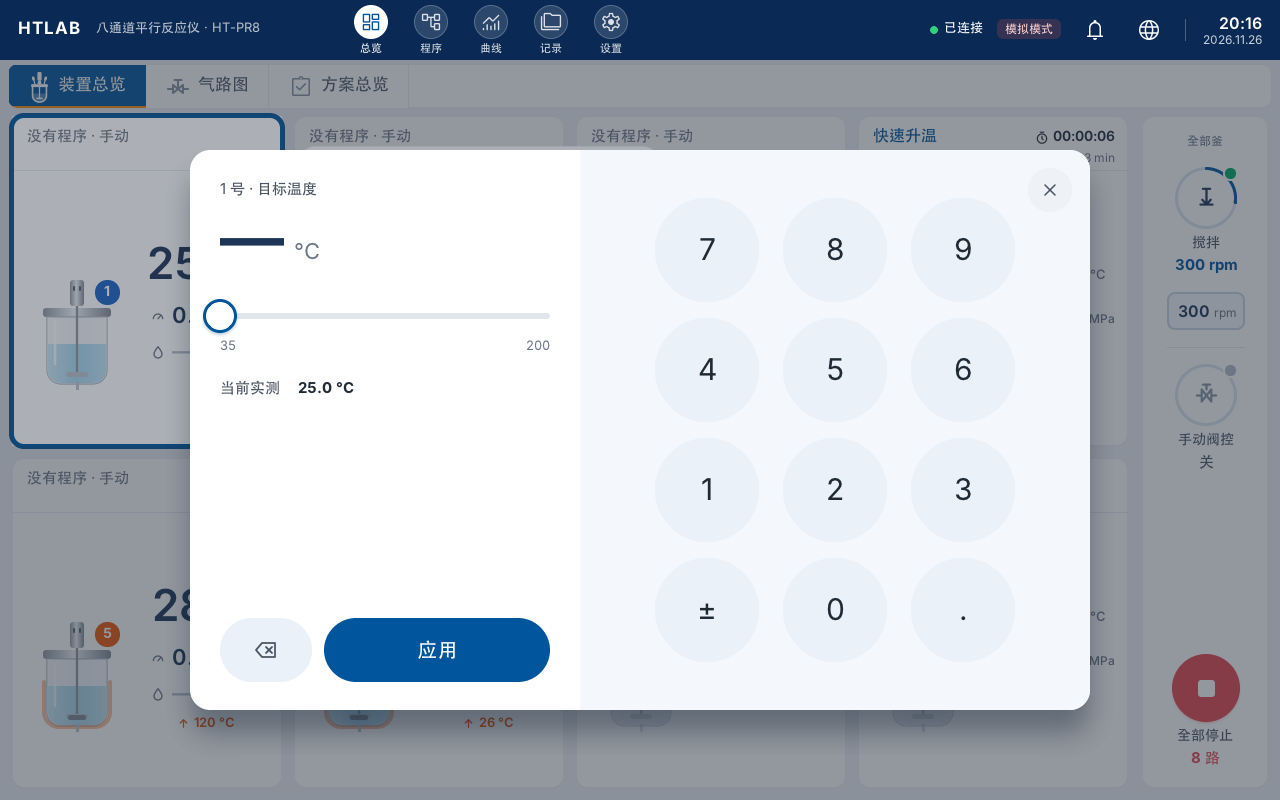 HTLAB 八通道平行反应仪 · HT-PR8
总览 程序 曲线 记录 设置
已连接 模拟模式 20:16
2026.11.26
装置总览 气路图 方案总览
没有程序 · 手动 没有程序 · 手动 没有程序 · 手动 快速升温 00:00:06
min
1 号 · 目标温度
°C
35 200
当前实测 25.0 °C
应用
7 8 9
4 5 6
1 2 3
± 0 .
25
1
0.
°C
MPa
没有程序 · 手动
28
5
0.
°C
MPa
120 °C 26 °C
全部釜
搅拌
300 rpm
300 rpm
手动阀控
关
全部停止
8 路